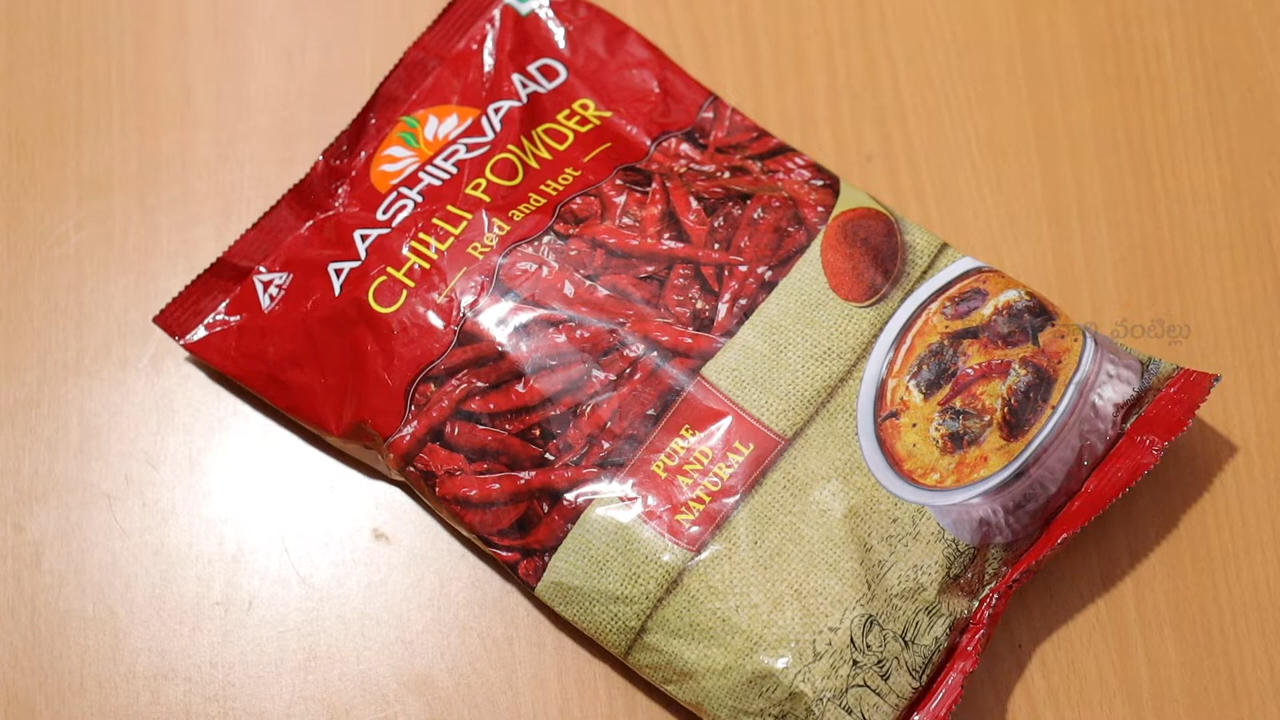 AASHIRVAAD
CHILLI POWDER
Red and Hot
PURE
AND
NATURAL
వంటిల్లు